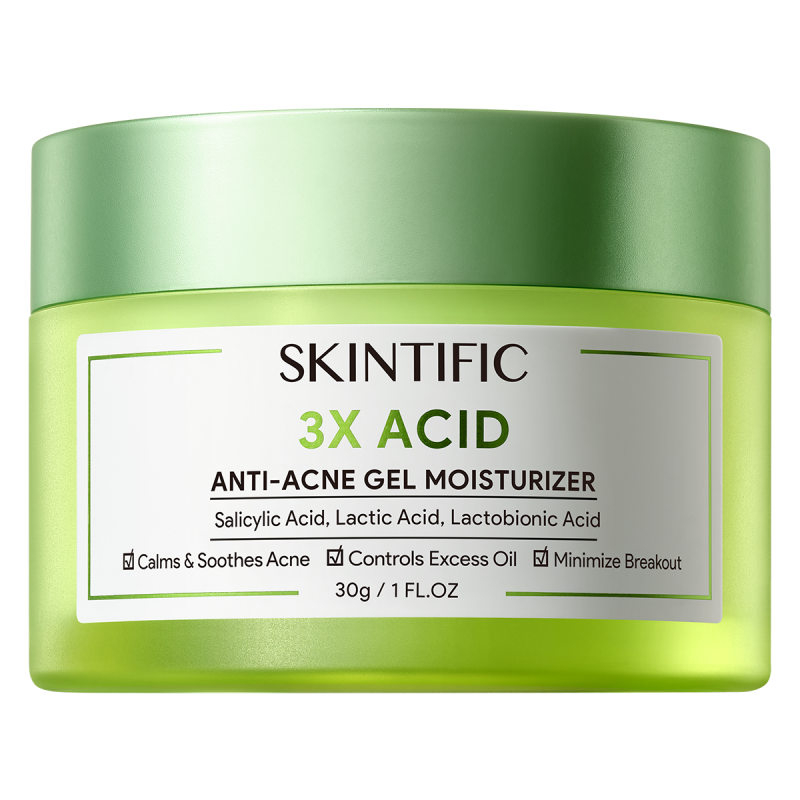 SKINTIFIC
3X ACID
ANTI-ACNE GEL MOISTURIZER
Salicylic Acid, Lactic Acid, Lactobionic Acid
☑ Calms & Soothes Acne ☑ Controls Excess Oil ☑ Minimize Breakout
30g / 1 FL.OZ